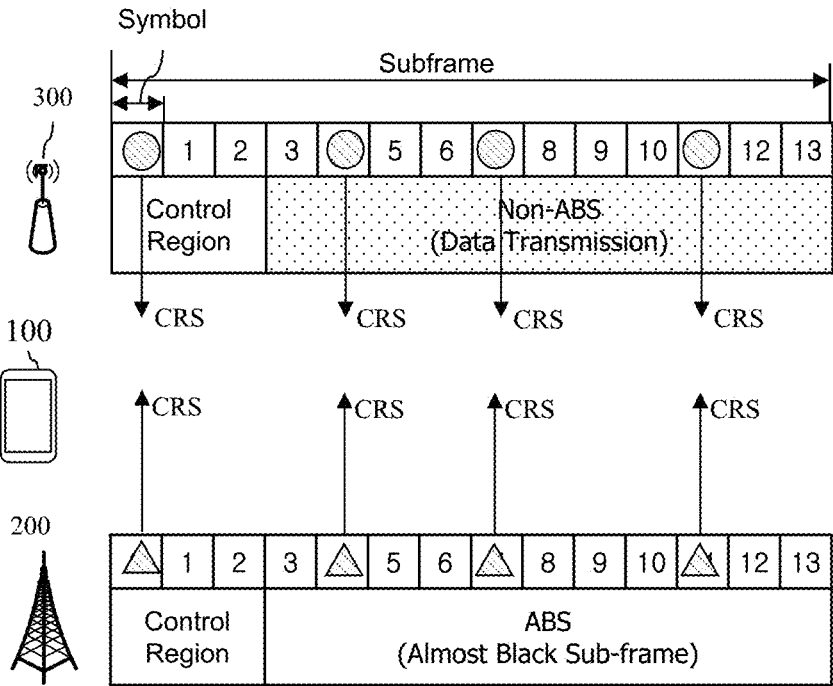 Symbol
Subframe
300
1 2 3 5 6 8 9 10 12 13
Control
Region
Non-ABS
(Data Transmission)
CRS CRS CRS CRS
100
CRS CRS CRS CRS
200
1 2 3 5 6 8 9 10 12 13
Control
Region
ABS
(Almost Black Sub-frame)